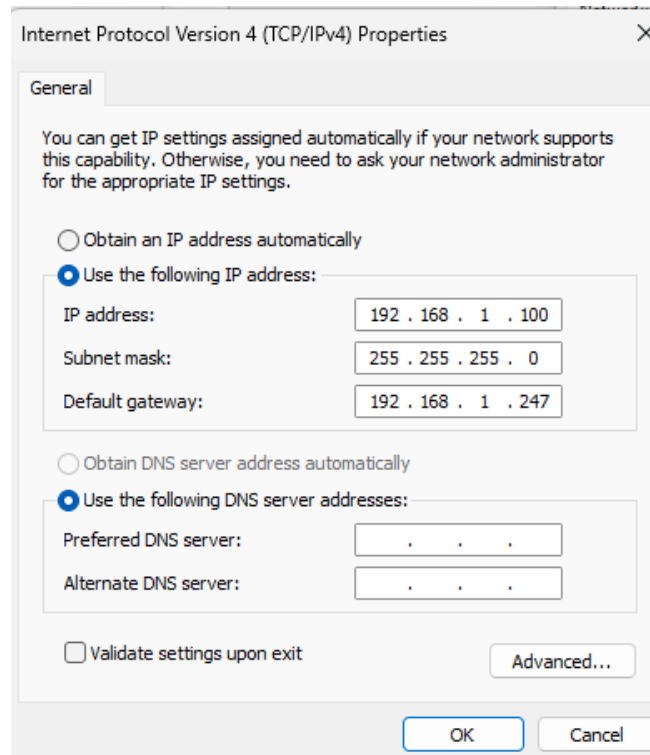 Internet Protocol Version 4 (TCP/IPv4) Properties
General
You can get IP settings assigned automatically if your network supports
this capability. Otherwise, you need to ask your network administrator
for the appropriate IP settings.
Obtain an IP address automatically
Use the following IP address:
IP address: 192 . 168 . 1 . 100
Subnet mask: 255 . 255 . 255 . 0
Default gateway: 192 . 168 . 1 . 247
Obtain DNS server address automatically
Use the following DNS server addresses:
Preferred DNS server: . . .
Alternate DNS server: . . .
Validate settings upon exit
Advanced...
OK Cancel